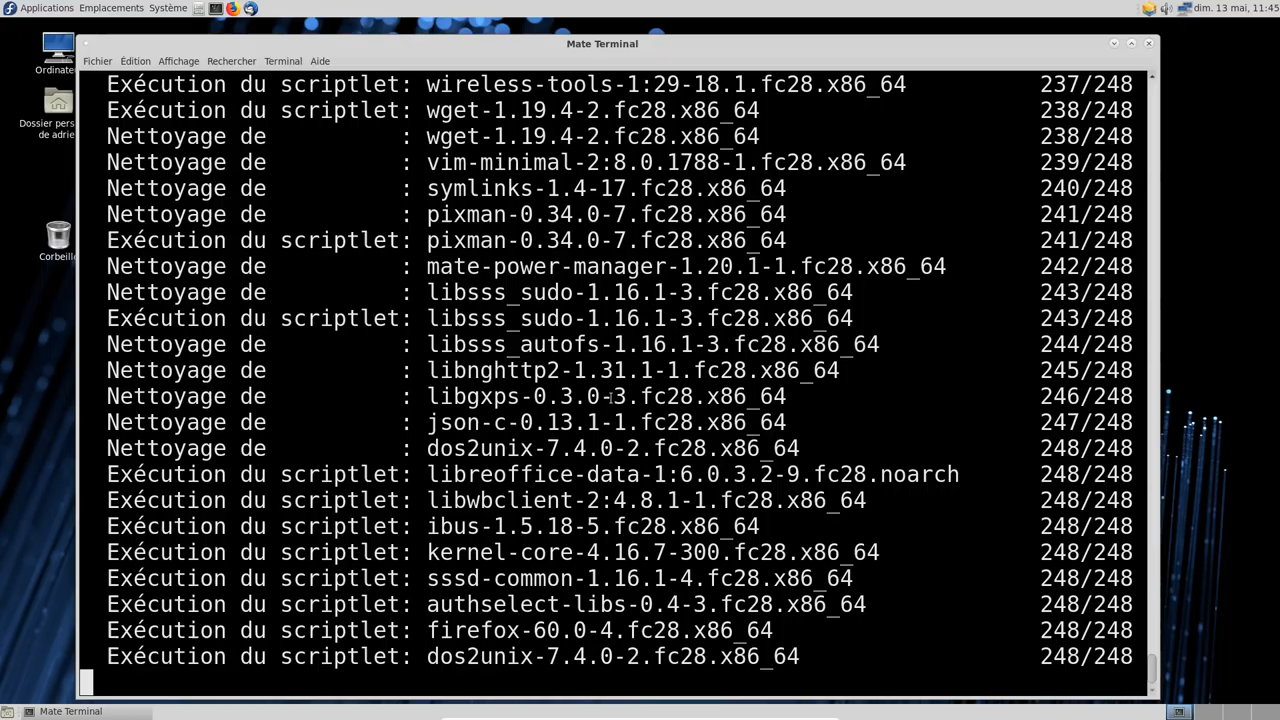 Applications Emplacements Système dim. 13 mai, 11:45
Mate Terminal
Fichier Édition Affichage Rechercher Terminal Aide
Ordinate
Dossier pers
de adrie
Corbeille
Exécution du scriptlet: wireless-tools-1:29-18.1.fc28.x86_64 237/248
Exécution du scriptlet: wget-1.19.4-2.fc28.x86_64 238/248
Nettoyage de : wget-1.19.4-2.fc28.x86_64 238/248
Nettoyage de : vim-minimal-2:8.0.1788-1.fc28.x86_64 239/248
Nettoyage de : symlinks-1.4-17.fc28.x86_64 240/248
Nettoyage de : pixman-0.34.0-7.fc28.x86_64 241/248
Exécution du scriptlet: pixman-0.34.0-7.fc28.x86_64 241/248
Nettoyage de : mate-power-manager-1.20.1-1.fc28.x86_64 242/248
Nettoyage de : libsss_sudo-1.16.1-3.fc28.x86_64 243/248
Exécution du scriptlet: libsss_sudo-1.16.1-3.fc28.x86_64 243/248
Nettoyage de : libsss_autofs-1.16.1-3.fc28.x86_64 244/248
Nettoyage de : libnghttp2-1.31.1-1.fc28.x86_64 245/248
Nettoyage de : libgxps-0.3.0-3.fc28.x86_64 246/248
Nettoyage de : json-c-0.13.1-1.fc28.x86_64 247/248
Nettoyage de : dos2unix-7.4.0-2.fc28.x86_64 248/248
Exécution du scriptlet: libreoffice-data-1:6.0.3.2-9.fc28.noarch 248/248
Exécution du scriptlet: libwbclient-2:4.8.1-1.fc28.x86_64 248/248
Exécution du scriptlet: ibus-1.5.18-5.fc28.x86_64 248/248
Exécution du scriptlet: kernel-core-4.16.7-300.fc28.x86_64 248/248
Exécution du scriptlet: sssd-common-1.16.1-4.fc28.x86_64 248/248
Exécution du scriptlet: authselect-libs-0.4-3.fc28.x86_64 248/248
Exécution du scriptlet: firefox-60.0-4.fc28.x86_64 248/248
Exécution du scriptlet: dos2unix-7.4.0-2.fc28.x86_64 248/248
Mate Terminal